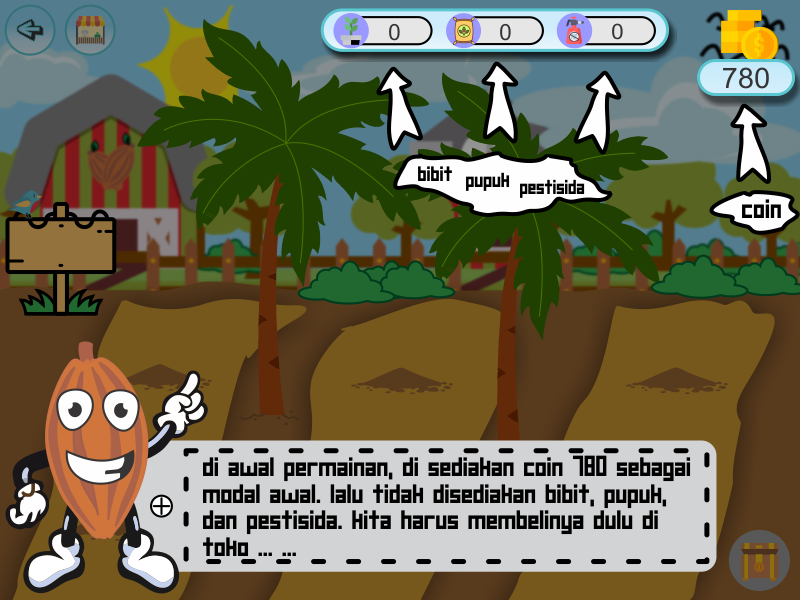 0 0 0
780
bibit pupuk pestisida
coin
di awal permainan, di sediakan coin 780 sebagai
modal awal. lalu tidak disediakan bibit, pupuk,
dan pestisida. kita harus membelinya dulu di
toko ... ...